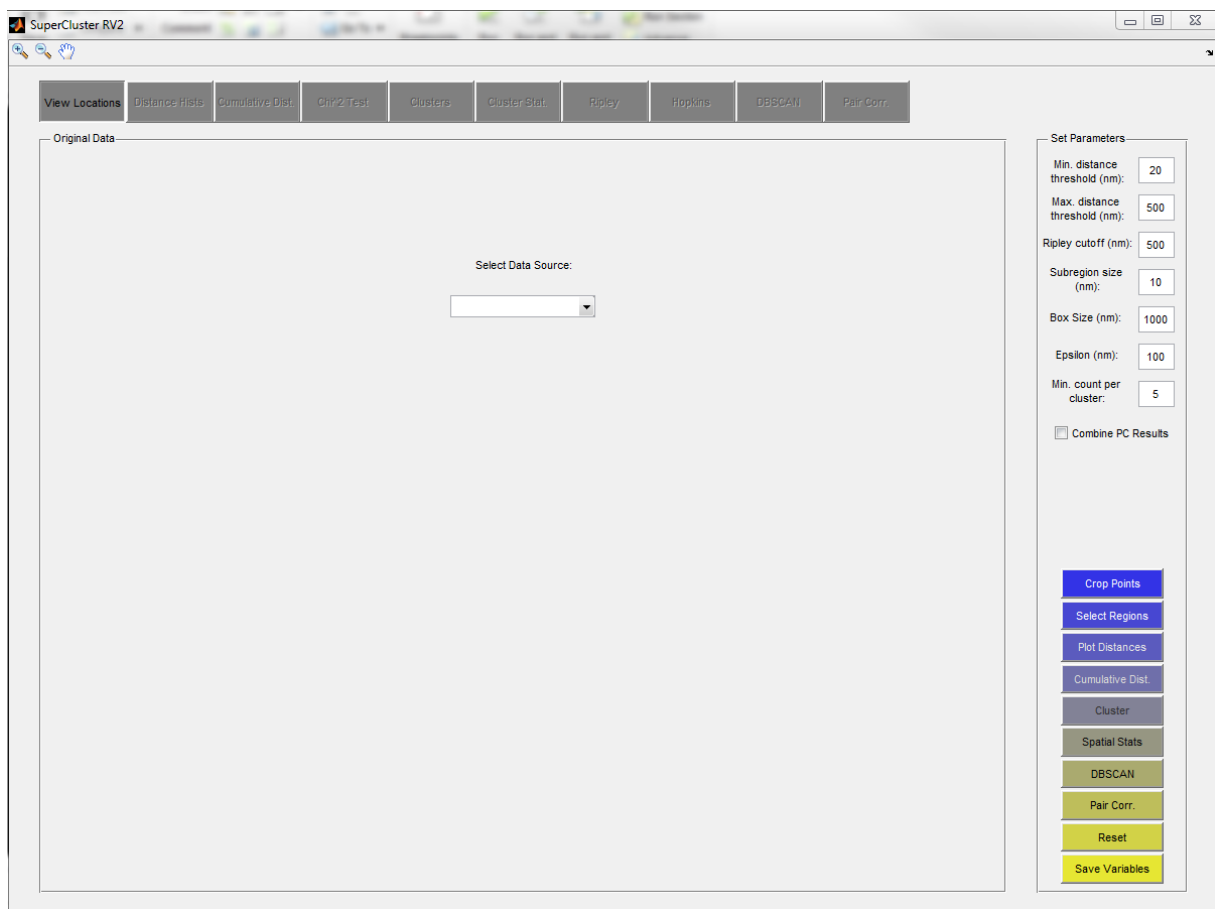 SuperCluster RV2
View Locations
Distance Hists.
Cumulative Dist.
Chi^2 Test
Clusters
Cluster Stat.
Ripley
Hopkins
DBSCAN
Pair Corr.
Original Data
Select Data Source:
Set Parameters
Min. distance
threshold (nm):
20
Max. distance
threshold (nm):
500
Ripley cutoff (nm):
500
Subregion size
(nm):
10
Box Size (nm):
1000
Epsilon (nm):
100
Min. count per
cluster:
5
Combine PC Results
Crop Points
Select Regions
Plot Distances
Cumulative Dist.
Cluster
Spatial Stats
DBSCAN
Pair Corr.
Reset
Save Variables